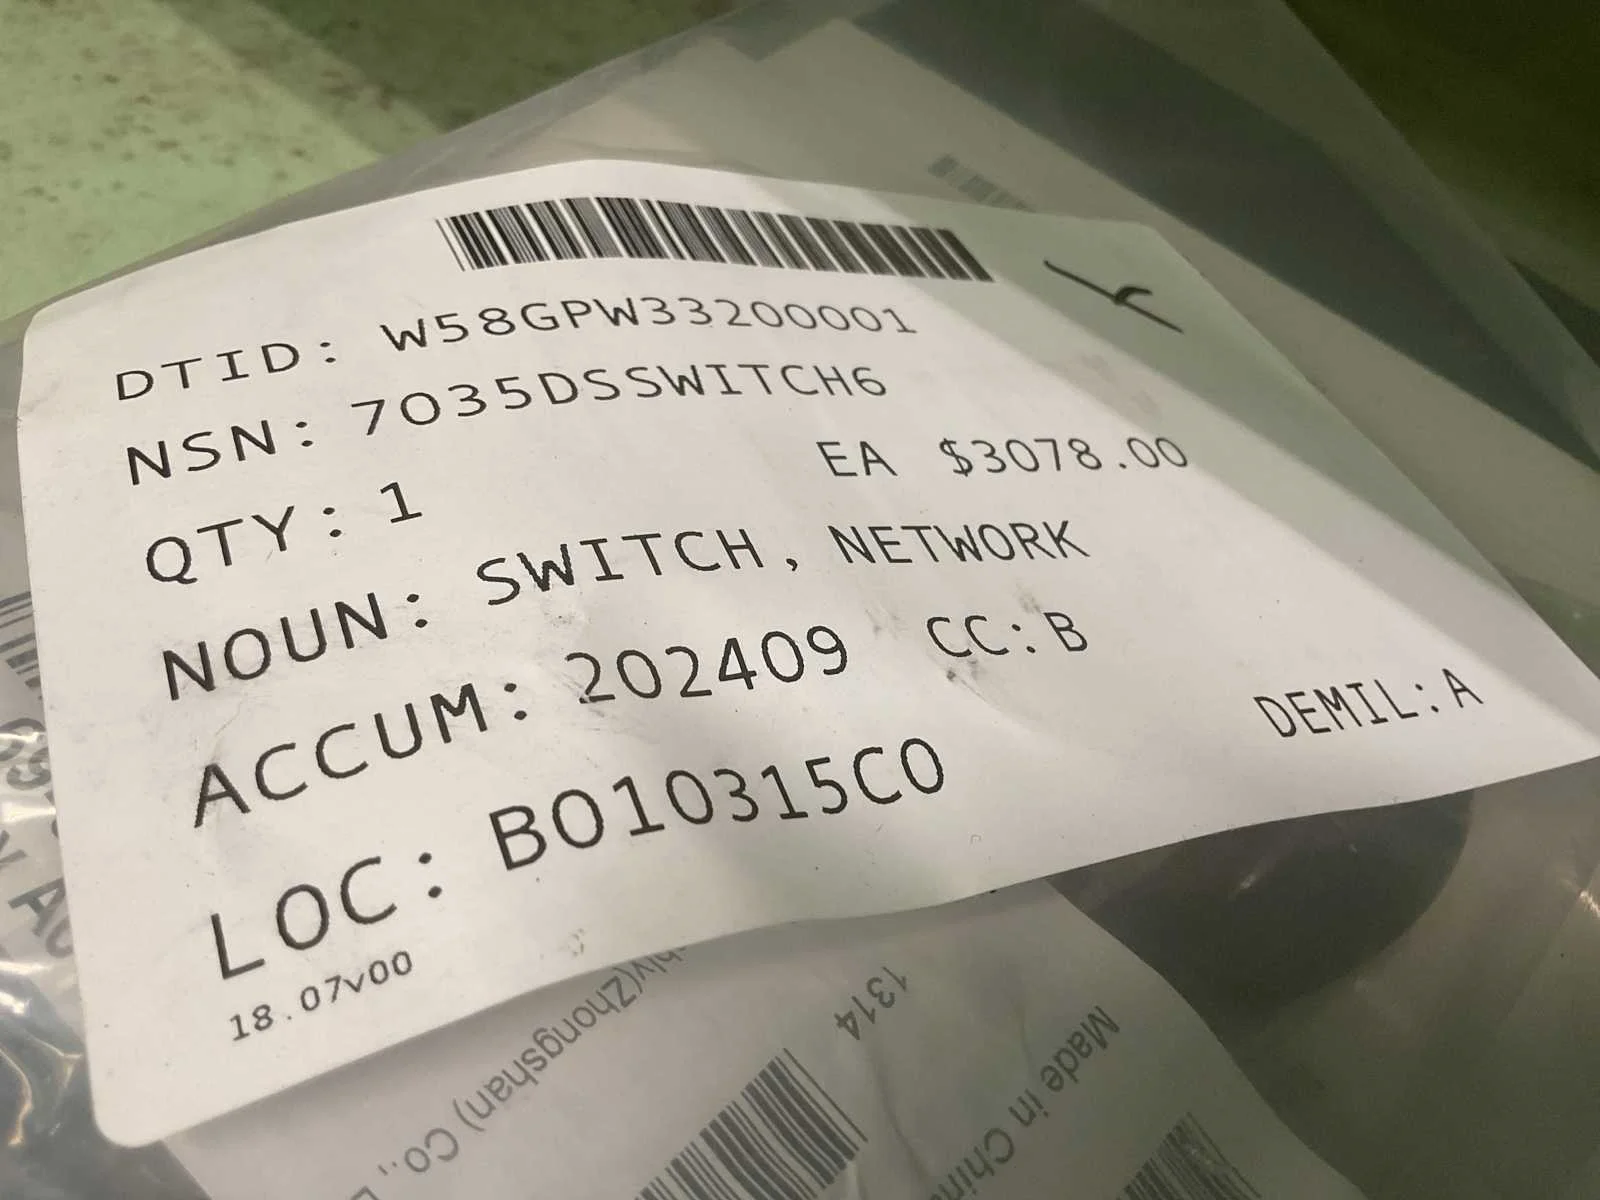 DTID: W58GPW33200001
NSN: 7035DSSWITCH6
QTY: 1 EA $3078.00
NOUN: SWITCH, NETWORK
ACCUM: 202409 CC:B
DEMIL:A
LOC: B010315C0
18.07v00
(Zhongshan) Co.,
1314
Made in